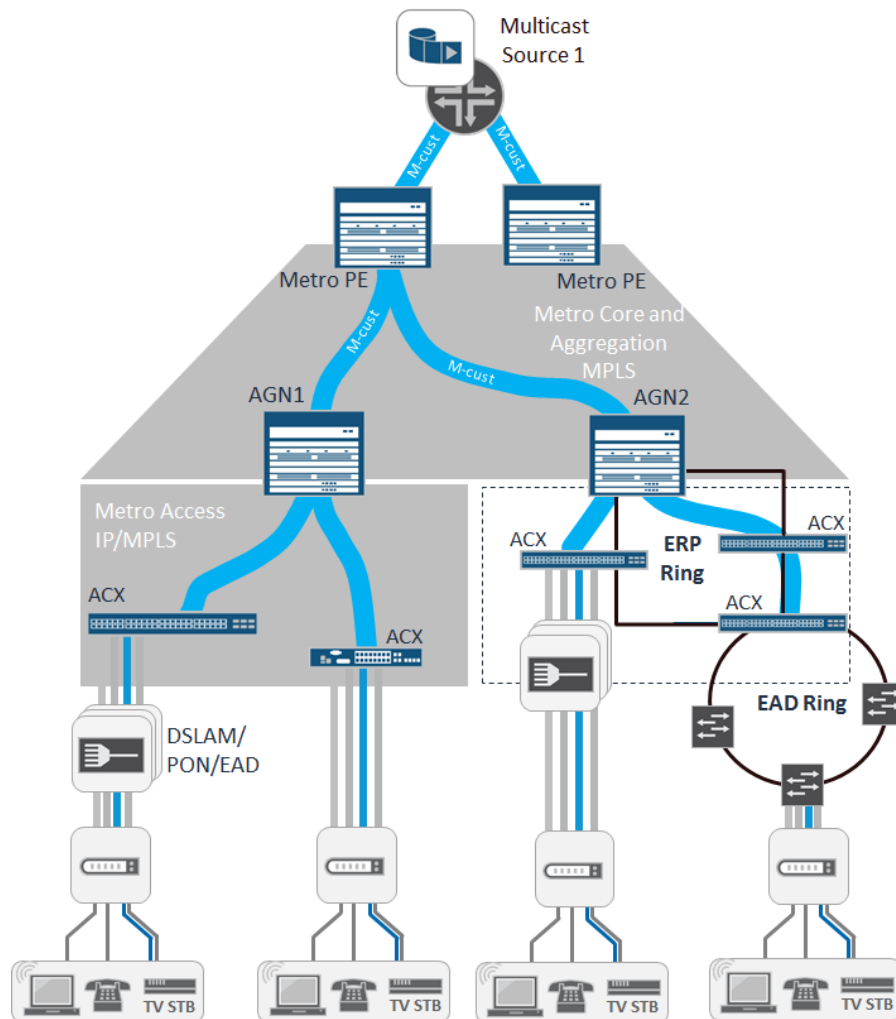 Multicast
Source 1
M-cust
M-cust
Metro PE
Metro PE
M-cust
M-cust
Metro Core and
Aggregation
MPLS
AGN1
AGN2
Metro Access
IP/MPLS
ACX
ERP
Ring
ACX
ACX
ACX
ACX
EAD Ring
DSLAM/
PON/EAD
TV STB
TV STB
TV STB
TV STB